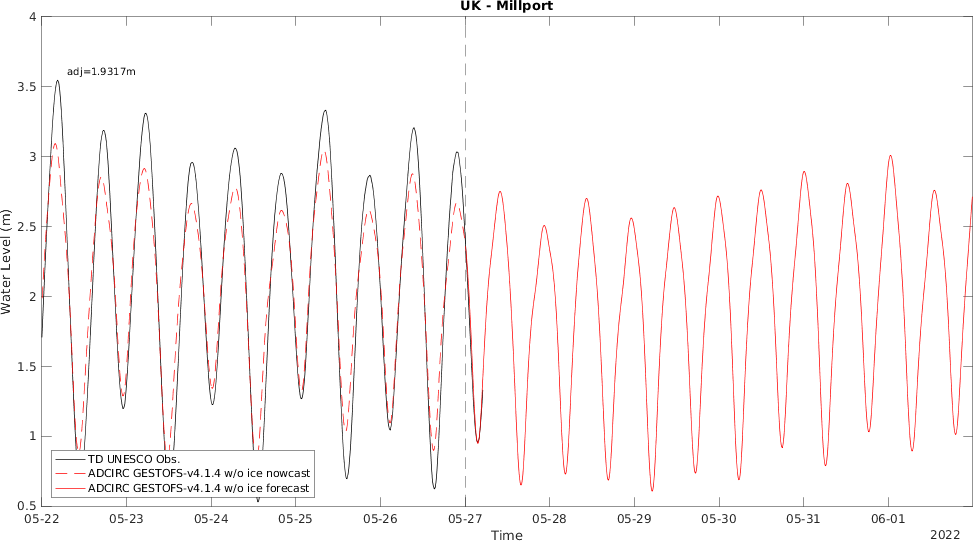 UK - Millport
4
adj=1.9317m
3.5
3
2.5
Water Level (m)
2
1.5
1
TD UNESCO Obs.
ADCIRC GESTOFS-v4.1.4 w/o ice nowcast
ADCIRC GESTOFS-v4.1.4 w/o ice forecast
0.5
05-22 05-23 05-24 05-25 05-26 05-27 05-28 05-29 05-30 05-31 06-01
Time
2022